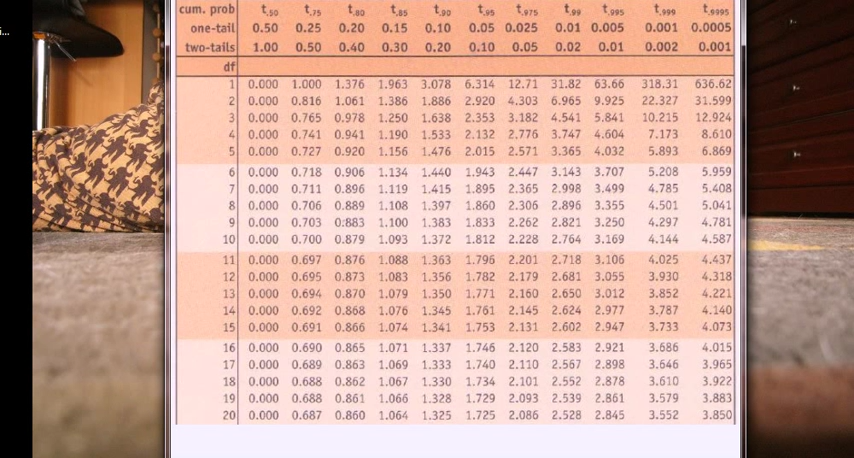 i...
cum. prob t.50 t.75 t.80 t.85 t.90 t.95 t.975 t.99 t.995 t.999 t.9995
one-tail 0.50 0.25 0.20 0.15 0.10 0.05 0.025 0.01 0.005 0.001 0.0005
two-tails 1.00 0.50 0.40 0.30 0.20 0.10 0.05 0.02 0.01 0.002 0.001
df
1 0.000 1.000 1.376 1.963 3.078 6.314 12.71 31.82 63.66 318.31 636.62
2 0.000 0.816 1.061 1.386 1.886 2.920 4.303 6.965 9.925 22.327 31.599
3 0.000 0.765 0.978 1.250 1.638 2.353 3.182 4.541 5.841 10.215 12.924
4 0.000 0.741 0.941 1.190 1.533 2.132 2.776 3.747 4.604 7.173 8.610
5 0.000 0.727 0.920 1.156 1.476 2.015 2.571 3.365 4.032 5.893 6.869
6 0.000 0.718 0.906 1.134 1.440 1.943 2.447 3.143 3.707 5.208 5.959
7 0.000 0.711 0.896 1.119 1.415 1.895 2.365 2.998 3.499 4.785 5.408
8 0.000 0.706 0.889 1.108 1.397 1.860 2.306 2.896 3.355 4.501 5.041
9 0.000 0.703 0.883 1.100 1.383 1.833 2.262 2.821 3.250 4.297 4.781
10 0.000 0.700 0.879 1.093 1.372 1.812 2.228 2.764 3.169 4.144 4.587
11 0.000 0.697 0.876 1.088 1.363 1.796 2.201 2.718 3.106 4.025 4.437
12 0.000 0.695 0.873 1.083 1.356 1.782 2.179 2.681 3.055 3.930 4.318
13 0.000 0.694 0.870 1.079 1.350 1.771 2.160 2.650 3.012 3.852 4.221
14 0.000 0.692 0.868 1.076 1.345 1.761 2.145 2.624 2.977 3.787 4.140
15 0.000 0.691 0.866 1.074 1.341 1.753 2.131 2.602 2.947 3.733 4.073
16 0.000 0.690 0.865 1.071 1.337 1.746 2.120 2.583 2.921 3.686 4.015
17 0.000 0.689 0.863 1.069 1.333 1.740 2.110 2.567 2.898 3.646 3.965
18 0.000 0.688 0.862 1.067 1.330 1.734 2.101 2.552 2.878 3.610 3.922
19 0.000 0.688 0.861 1.066 1.328 1.729 2.093 2.539 2.861 3.579 3.883
20 0.000 0.687 0.860 1.064 1.325 1.725 2.086 2.528 2.845 3.552 3.850